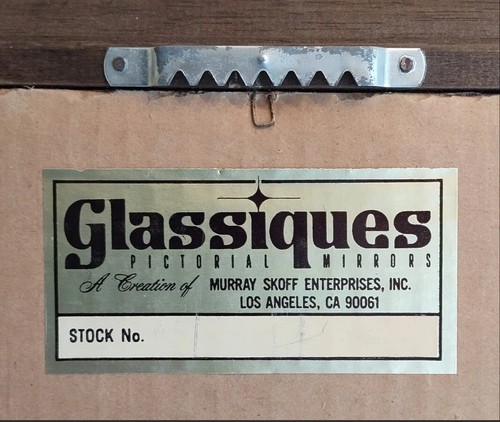 Glassiques
PICTORIAL MIRRORS
A Creation of MURRAY SKOFF ENTERPRISES, INC.
LOS ANGELES, CA 90061
STOCK No.